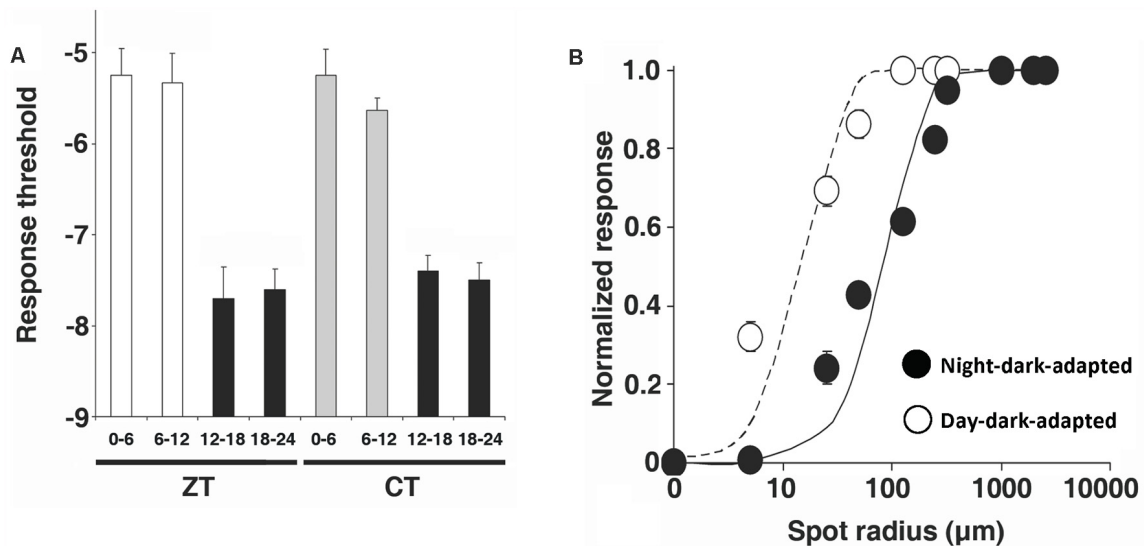 A
Response threshold
-5
-6
-7
-8
-9
0-6 6-12 12-18 18-24 0-6 6-12 12-18 18-24
ZT CT
B
Normalized response
1.0
0.8
0.6
0.4
0.2
0
0 10 100 1000 10000
Spot radius (µm)
Night-dark-adapted
Day-dark-adapted